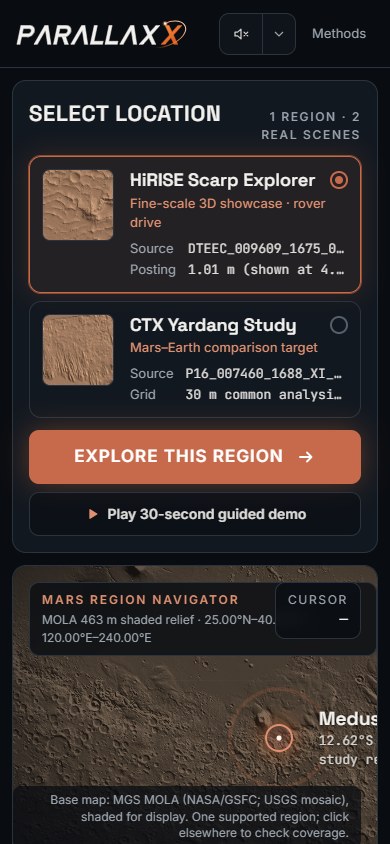 PARALLAXX
Methods
SELECT LOCATION
1 REGION · 2
REAL SCENES
HiRISE Scarp Explorer
Fine-scale 3D showcase · rover
drive
Source DTEEC_009609_1675_0…
Posting 1.01 m (shown at 4.…
CTX Yardang Study
Mars–Earth comparison target
Source P16_007460_1688_XI_…
Grid 30 m common analysi…
EXPLORE THIS REGION →
Play 30-second guided demo
MARS REGION NAVIGATOR
MOLA 463 m shaded relief · 25.00°N–40.
120.00°E–240.00°E
CURSOR
—
Medus
12.62°S
study re
Base map: MGS MOLA (NASA/GSFC; USGS mosaic),
shaded for display. One supported region; click
elsewhere to check coverage.